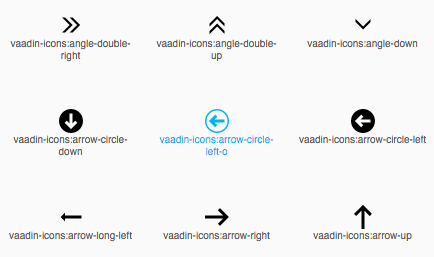 vaadin-icons:angle-double-
right
vaadin-icons:angle-double-
up
vaadin-icons:angle-down
vaadin-icons:arrow-circle-
down
vaadin-icons:arrow-circle-
left-o
vaadin-icons:arrow-circle-left
vaadin-icons:arrow-long-left
vaadin-icons:arrow-right
vaadin-icons:arrow-up